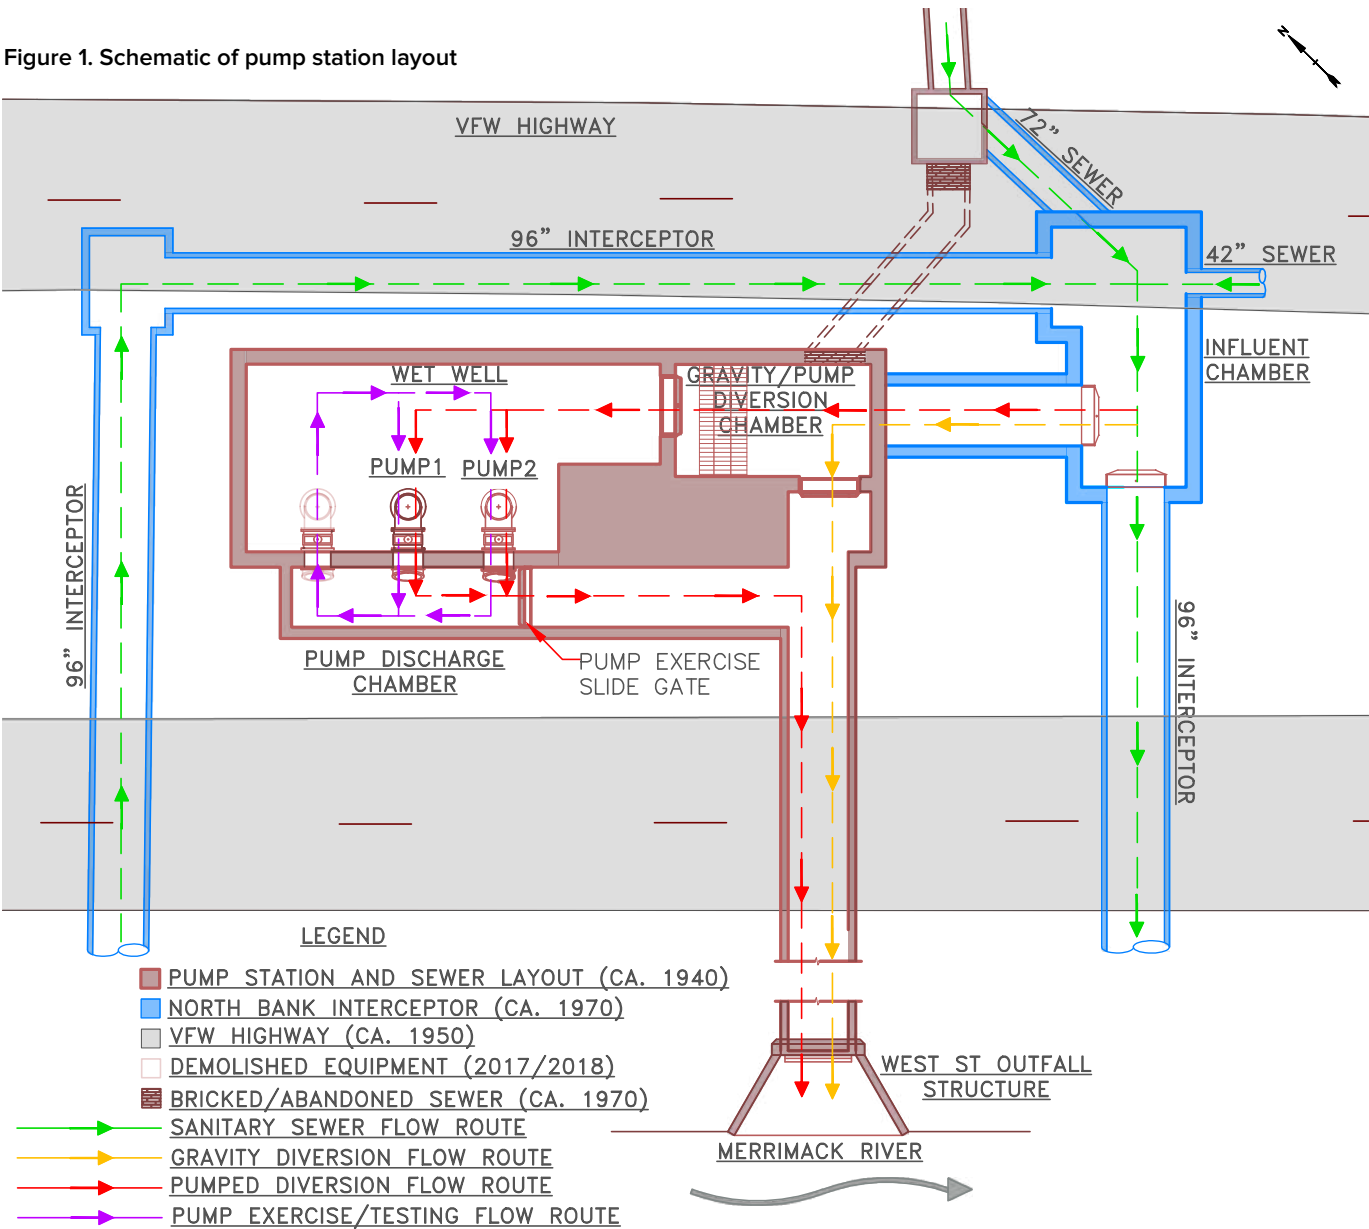 Figure 1. Schematic of pump station layout
N
VFW HIGHWAY
72" SEWER
96" INTERCEPTOR
42" SEWER
INFLUENT
CHAMBER
WET WELL
GRAVITY/PUMP
DIVERSION
CHAMBER
PUMP1
PUMP2
96" INTERCEPTOR
96" INTERCEPTOR
PUMP DISCHARGE
CHAMBER
PUMP EXERCISE
SLIDE GATE
LEGEND
PUMP STATION AND SEWER LAYOUT (CA. 1940)
NORTH BANK INTERCEPTOR (CA. 1970)
VFW HIGHWAY (CA. 1950)
DEMOLISHED EQUIPMENT (2017/2018)
BRICKED/ABANDONED SEWER (CA. 1970)
SANITARY SEWER FLOW ROUTE
GRAVITY DIVERSION FLOW ROUTE
PUMPED DIVERSION FLOW ROUTE
PUMP EXERCISE/TESTING FLOW ROUTE
WEST ST OUTFALL
STRUCTURE
MERRIMACK RIVER